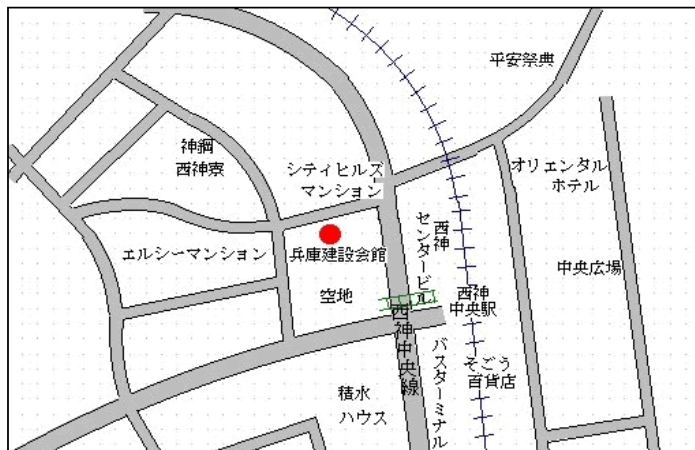 平安祭典
神鋼
西神寮
シティヒルズ
マンション
オリエンタル
ホテル
西神
センタービル
エルシーマンション
兵庫建設会館
中央広場
空地
西神
中央駅
西神中央線
バスターミナル
そごう
百貨店
積水
ハウス